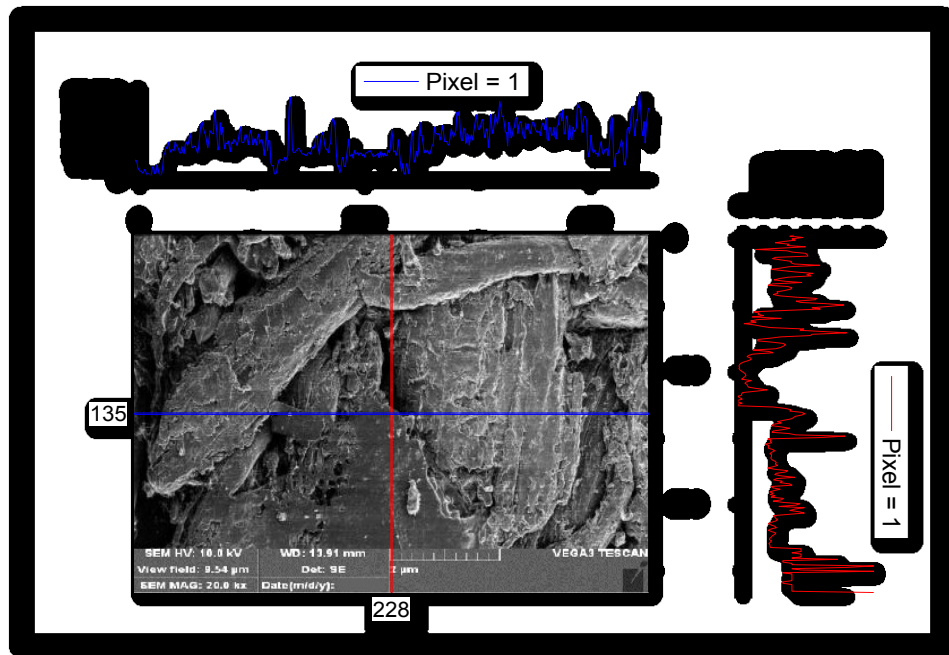 Pixel = 1
135
Pixel = 1
SEM HV: 10.0 kV WD: 13.91 mm VEGA3 TESCAN
View field: 9.54 µm Det: SE 2 µm
SEM MAG: 20.0 kx Date(m/d/y):
228